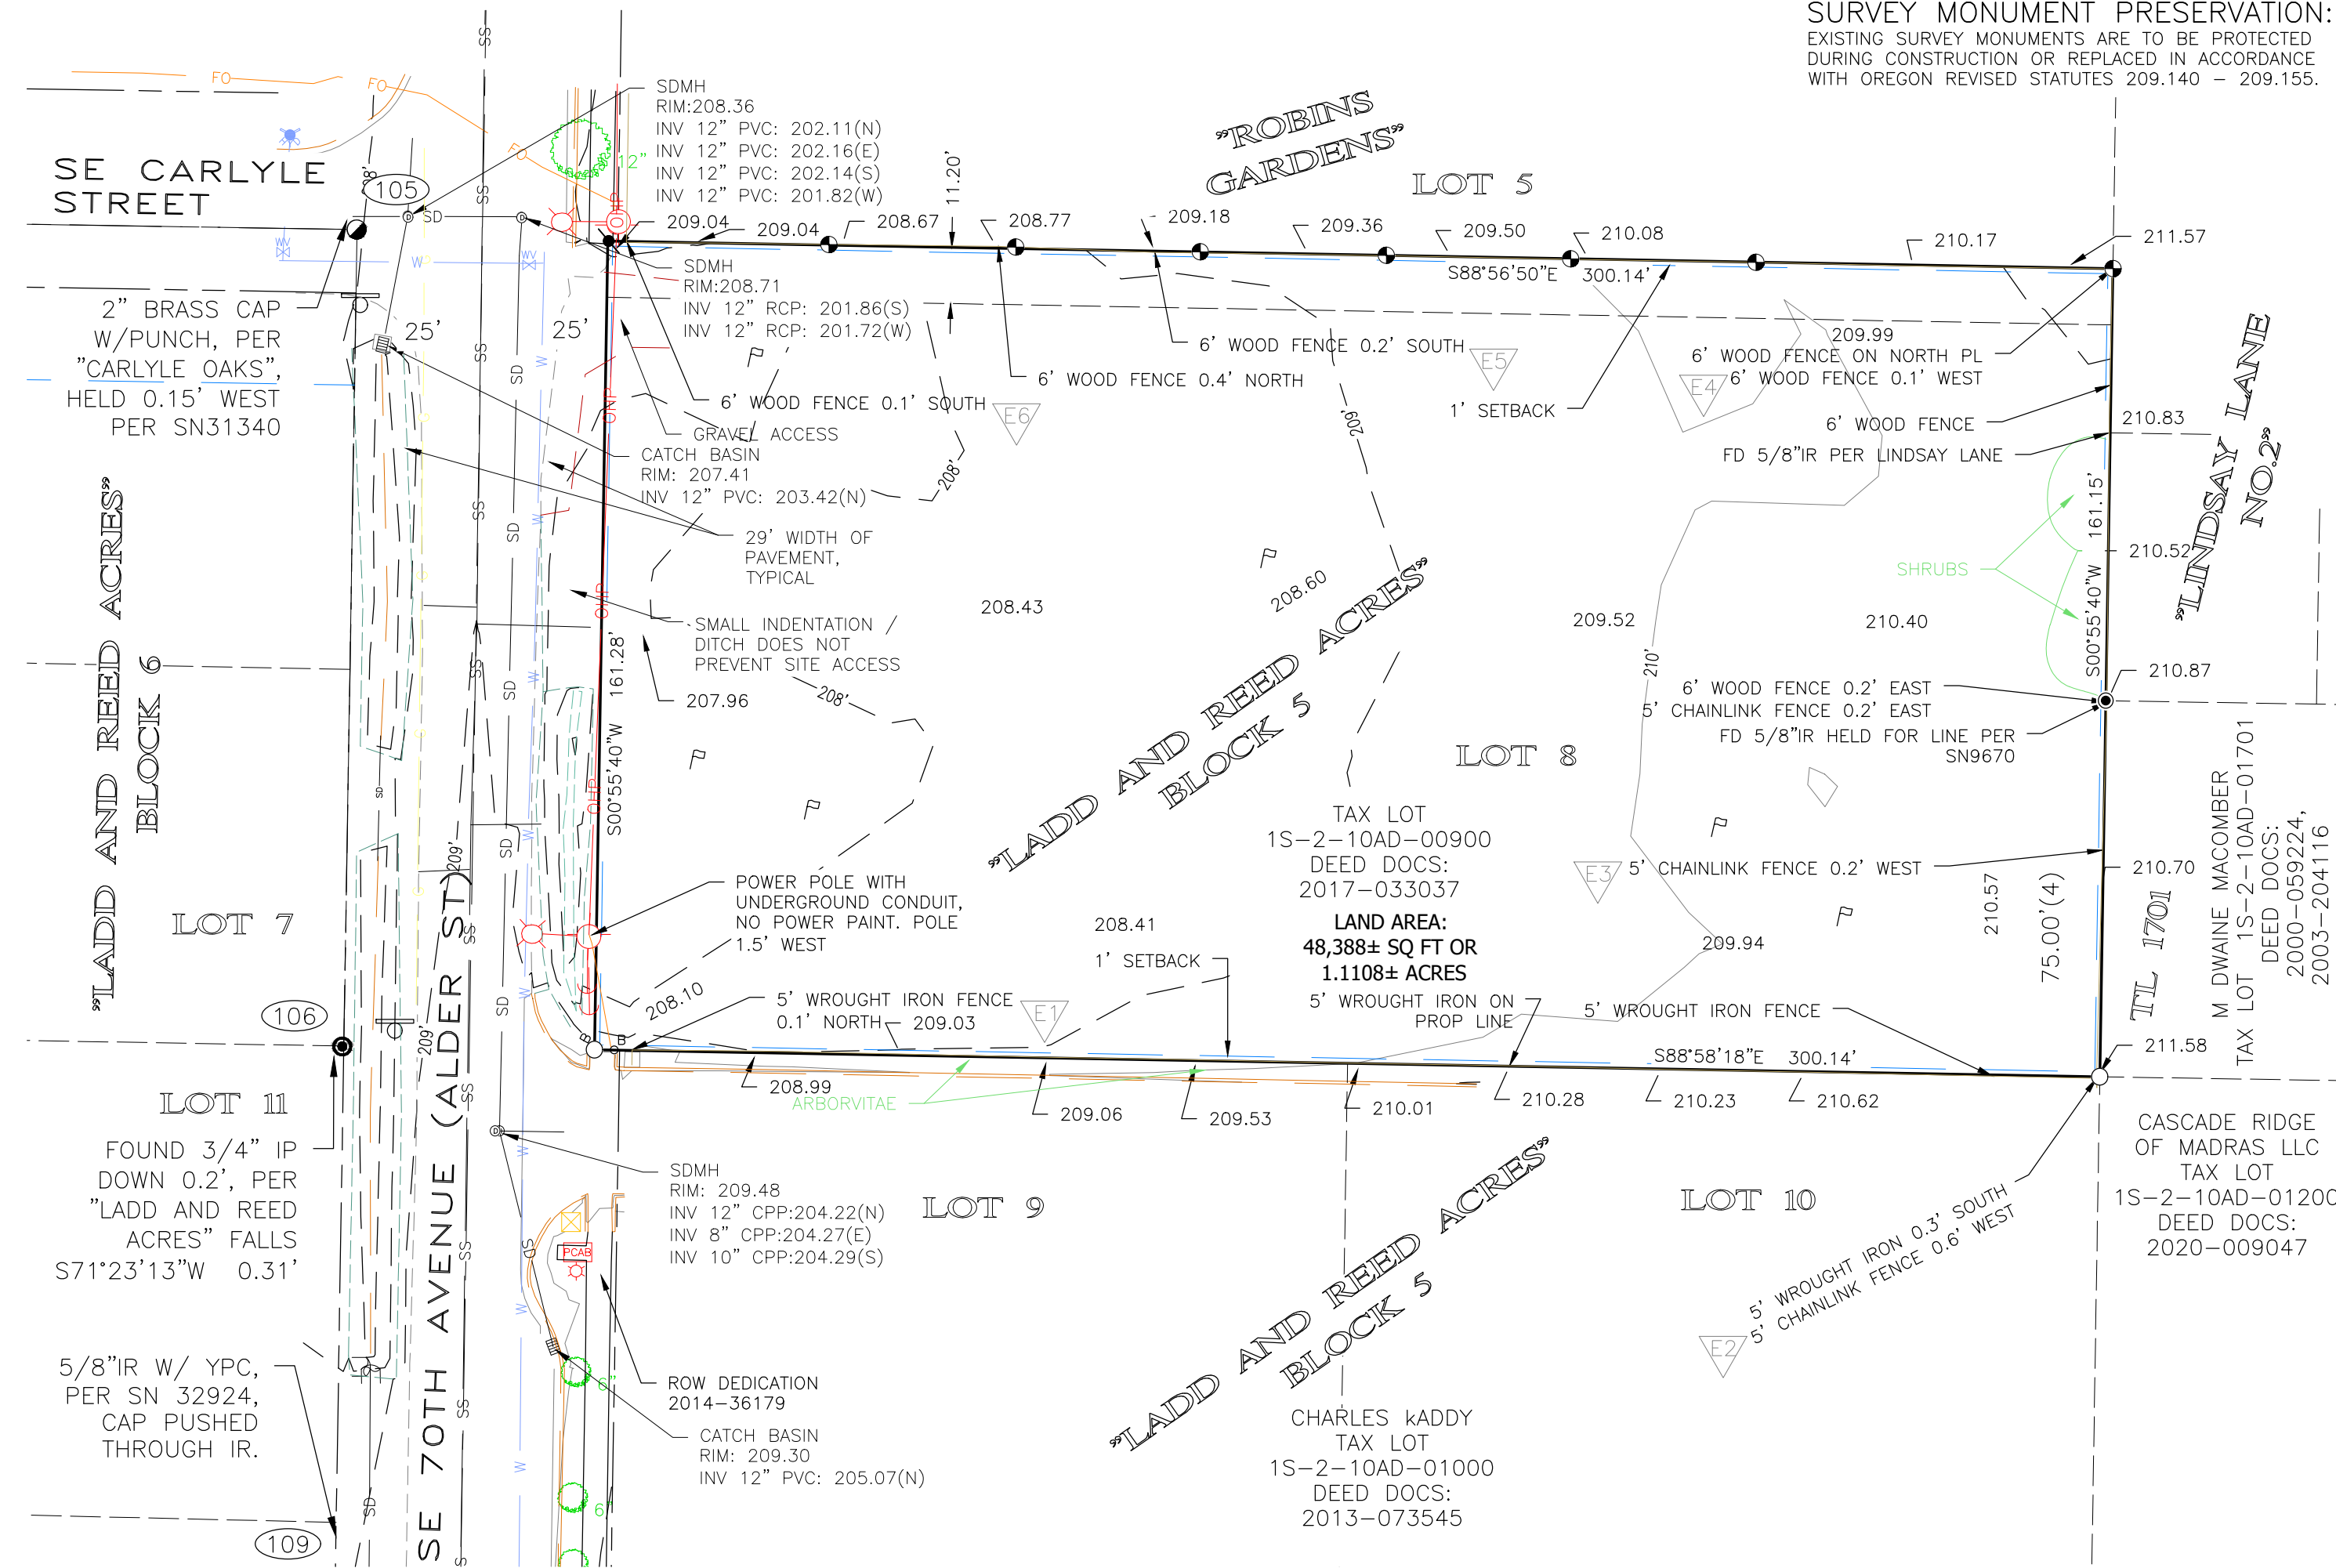 SURVEY MONUMENT PRESERVATION:
EXISTING SURVEY MONUMENTS ARE TO BE PROTECTED
DURING CONSTRUCTION OR REPLACED IN ACCORDANCE
WITH OREGON REVISED STATUTES 209.140 – 209.155.
SE CARLYLE
STREET
105
FO
FO
FO
SS
12"
SDMH
RIM:208.36
INV 12" PVC: 202.11(N)
INV 12" PVC: 202.16(E)
INV 12" PVC: 202.14(S)
INV 12" PVC: 201.82(W)
11.20'
"ROBINS
GARDENS"
LOT 5
209.04
209.04
208.67
208.77
209.18
209.36
209.50
210.08
210.17
211.57
S88°56'50"E 300.14'
SDMH
RIM:208.71
INV 12" RCP: 201.86(S)
INV 12" RCP: 201.72(W)
2" BRASS CAP
W/PUNCH, PER
"CARLYLE OAKS",
HELD 0.15' WEST
PER SN31340
25'
25'
SD
WV
W
WV
6' WOOD FENCE 0.2' SOUTH
6' WOOD FENCE 0.4' NORTH
6' WOOD FENCE 0.1' SOUTH
E5
E6
E4
1' SETBACK
209.99
6' WOOD FENCE ON NORTH PL
6' WOOD FENCE 0.1' WEST
6' WOOD FENCE
FD 5/8"IR PER LINDSAY LANE
210.83
"LINDSAY LANE
NO.2"
GRAVEL ACCESS
CATCH BASIN
RIM: 207.41
INV 12" PVC: 203.42(N)
208'
209'
29' WIDTH OF
PAVEMENT,
TYPICAL
SMALL INDENTATION /
DITCH DOES NOT
PREVENT SITE ACCESS
207.96
208'
208.43
208.60
209.52
210.40
210'
SHRUBS
161.15'
S00°55'40"W
210.52
210.87
6' WOOD FENCE 0.2' EAST
5' CHAINLINK FENCE 0.2' EAST
FD 5/8"IR HELD FOR LINE PER
SN9670
"LADD AND REED ACRES"
BLOCK 6
161.28'
S00°55'40"W
OHP
OHP
"LADD AND REED ACRES"
BLOCK 5
LOT 8
TAX LOT
1S-2-10AD-00900
DEED DOCS:
2017-033037
LAND AREA:
48,388± SQ FT OR
1.1108± ACRES
E3
5' CHAINLINK FENCE 0.2' WEST
210.57
75.00'(4)
210.70
TL 1701
M DWAINE MACOMBER
TAX LOT 1S-2-10AD-01701
DEED DOCS:
2000-059224,
2003-204116
LOT 7
POWER POLE WITH
UNDERGROUND CONDUIT,
NO POWER PAINT. POLE
1.5' WEST
208.41
209.94
208.10
1' SETBACK
5' WROUGHT IRON FENCE
0.1' NORTH
209.03
E1
5' WROUGHT IRON ON
PROP LINE
5' WROUGHT IRON FENCE
S88°58'18"E 300.14'
211.58
106
209'
209'
208.99
ARBORVITAE
209.06
209.53
210.01
210.28
210.23
210.62
LOT 11
FOUND 3/4" IP
DOWN 0.2', PER
"LADD AND REED
ACRES" FALLS
S71°23'13"W 0.31'
SE 70TH AVENUE (ALDER ST)
SDMH
RIM: 209.48
INV 12" CPP:204.22(N)
INV 8" CPP:204.27(E)
INV 10" CPP:204.29(S)
PCAB
LOT 9
LOT 10
"LADD AND REED ACRES"
BLOCK 5
5' WROUGHT IRON 0.3' SOUTH
5' CHAINLINK FENCE 0.6' WEST
E2
CASCADE RIDGE
OF MADRAS LLC
TAX LOT
1S-2-10AD-01200
DEED DOCS:
2020-009047
5/8"IR W/ YPC,
PER SN 32924,
CAP PUSHED
THROUGH IR.
109
6"
6"
ROW DEDICATION
2014-36179
CATCH BASIN
RIM: 209.30
INV 12" PVC: 205.07(N)
CHARLES kADDY
TAX LOT
1S-2-10AD-01000
DEED DOCS:
2013-073545